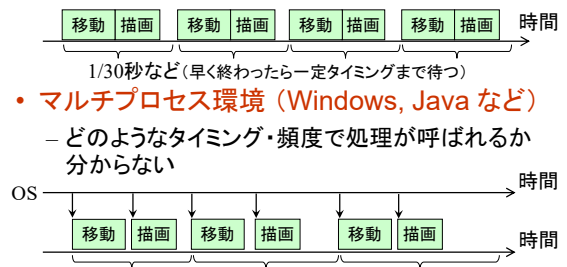 移動 描画 移動 描画 移動 描画 移動 描画 時間
1/30秒など（早く終わったら一定タイミングまで待つ）
• マルチプロセス環境（Windows, Java など）
– どのようなタイミング・頻度で処理が呼ばれるか
分からない
OS 時間
移動 描画 移動 描画 移動 描画 時間